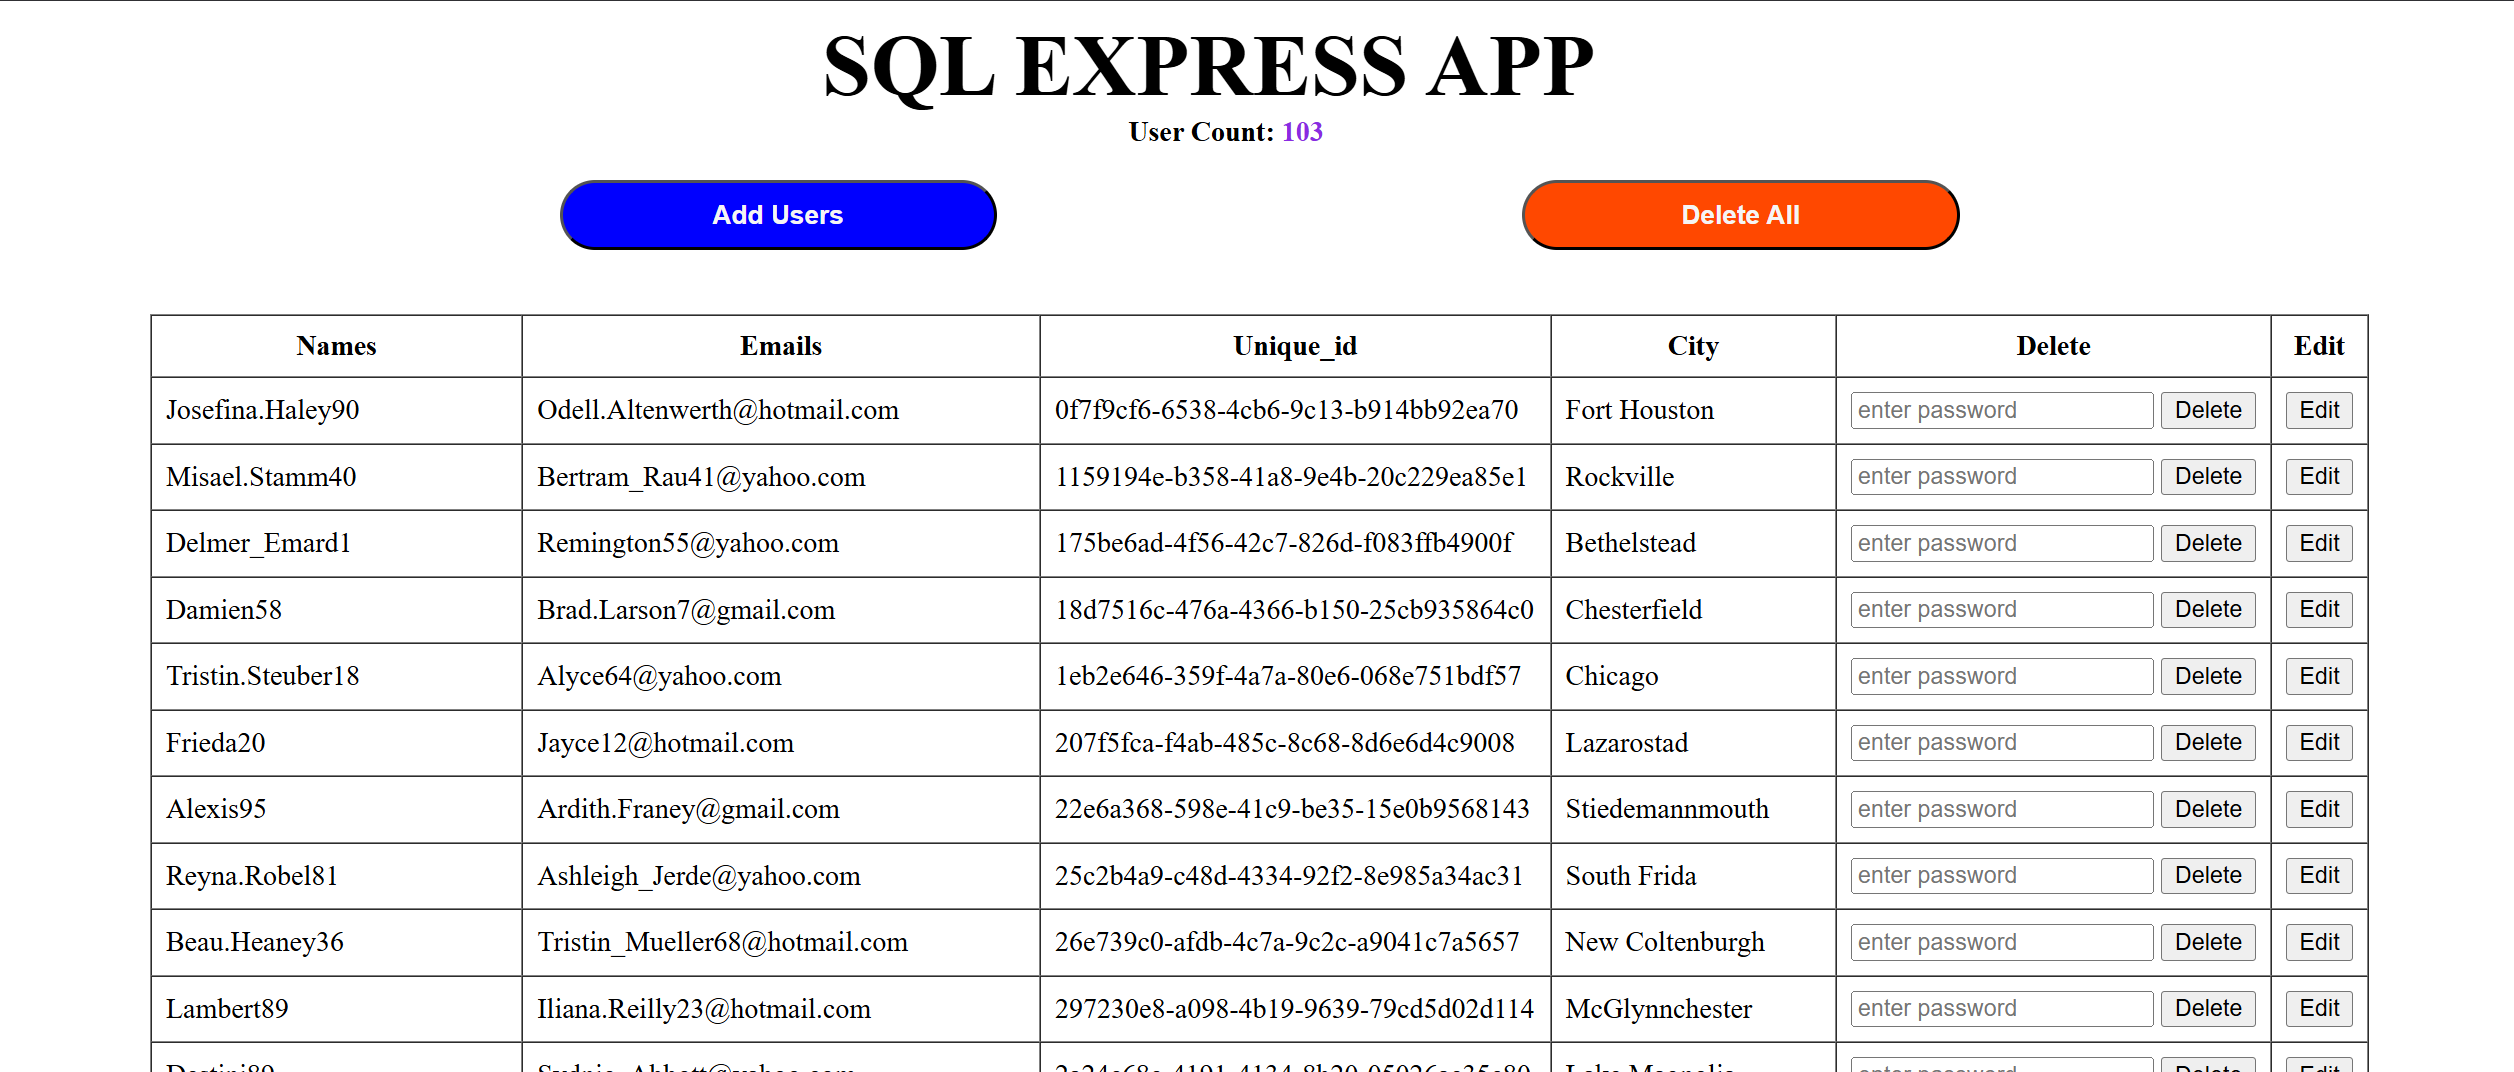 SQL EXPRESS APP
User Count: 103
Add Users Delete All
Names Emails Unique_id City Delete Edit
Josefina.Haley90 Odell.Altenwerth@hotmail.com 0f7f9cf6-6538-4cb6-9c13-b914bb92ea70 Fort Houston enter password Delete Edit
Misael.Stamm40 Bertram_Rau41@yahoo.com 1159194e-b358-41a8-9e4b-20c229ea85e1 Rockville enter password Delete Edit
Delmer_Emard1 Remington55@yahoo.com 175be6ad-4f56-42c7-826d-f083ffb4900f Bethelstead enter password Delete Edit
Damien58 Brad.Larson7@gmail.com 18d7516c-476a-4366-b150-25cb935864c0 Chesterfield enter password Delete Edit
Tristin.Steuber18 Alyce64@yahoo.com 1eb2e646-359f-4a7a-80e6-068e751bdf57 Chicago enter password Delete Edit
Frieda20 Jayce12@hotmail.com 207f5fca-f4ab-485c-8c68-8d6e6d4c9008 Lazarostad enter password Delete Edit
Alexis95 Ardith.Franey@gmail.com 22e6a368-598e-41c9-be35-15e0b9568143 Stiedemannmouth enter password Delete Edit
Reyna.Robel81 Ashleigh_Jerde@yahoo.com 25c2b4a9-c48d-4334-92f2-8e985a34ac31 South Frida enter password Delete Edit
Beau.Heaney36 Tristin_Mueller68@hotmail.com 26e739c0-afdb-4c7a-9c2c-a9041c7a5657 New Coltenburgh enter password Delete Edit
Lambert89 Iliana.Reilly23@hotmail.com 297230e8-a098-4b19-9639-79cd5d02d114 McGlynnchester enter password Delete Edit
enter password Delete Edit